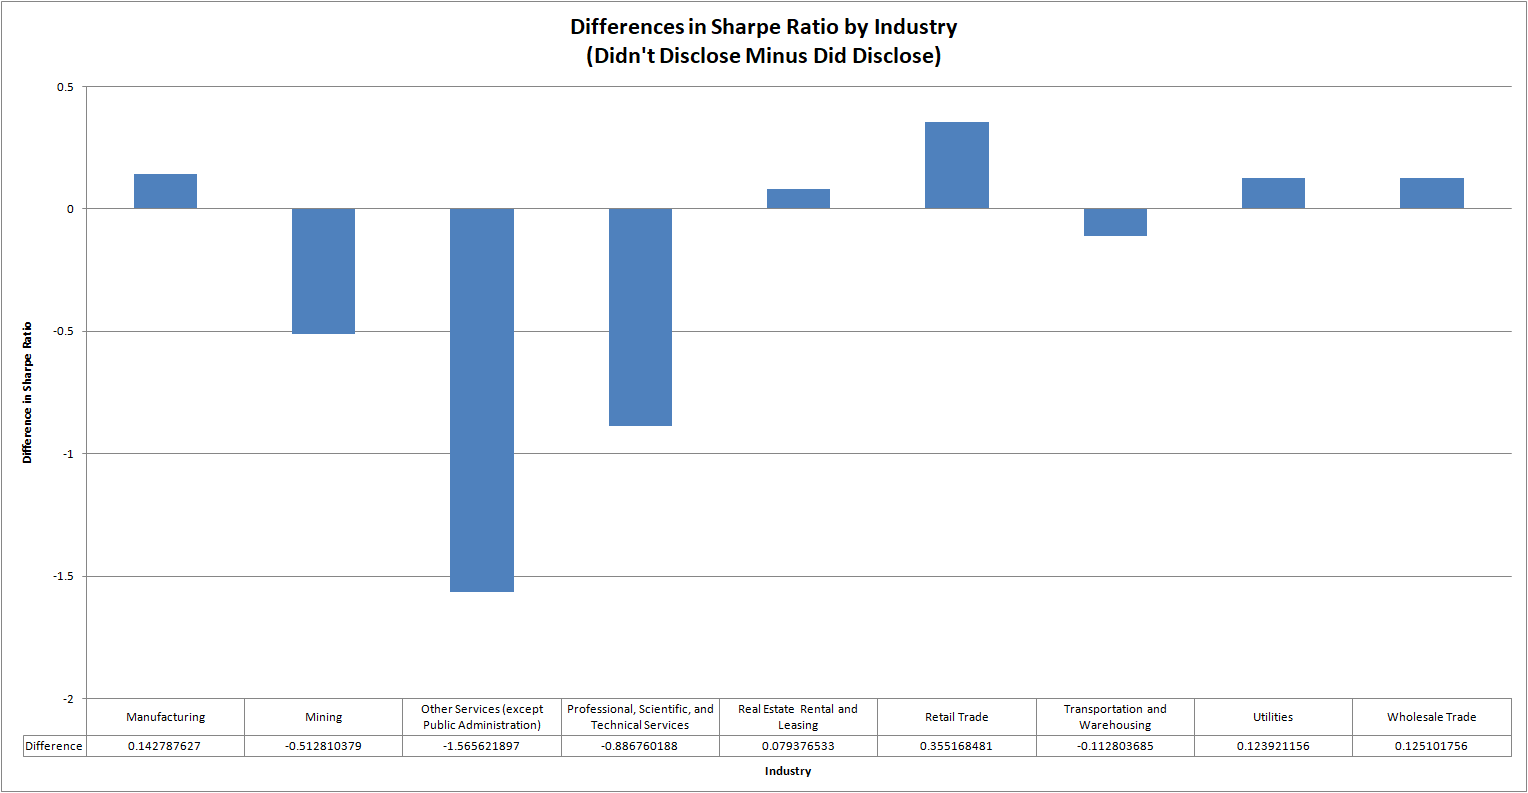 Differences in Sharpe Ratio by Industry
(Didn't Disclose Minus Did Disclose)
0.5
0
-0.5
-1
-1.5
-2
Difference in Sharpe Ratio
Manufacturing
Mining
Other Services (except
Public Administration)
Professional, Scientific, and
Technical Services
Real Estate Rental and
Leasing
Retail Trade
Transportation and
Warehousing
Utilities
Wholesale Trade
Difference 0.142787627 -0.512810379 -1.565621897 -0.886760188 0.079376533 0.355168481 -0.112803685 0.123921156 0.125101756
Industry